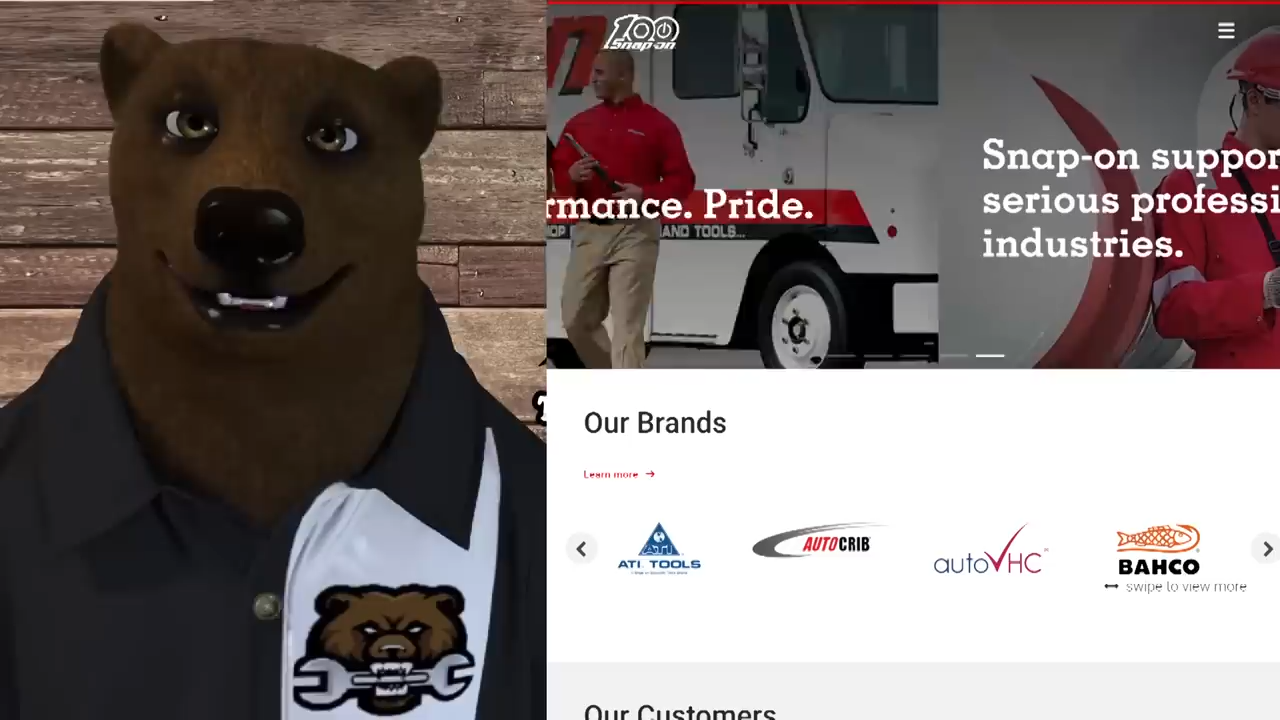 100
Snap-on
rmance. Pride.
AND TOOLS...
Snap-on suppor
serious professi
industries.
Our Brands
Learn more
ATI
ATI TOOLS
AUTOCRIB
autoVHC
BAHCO
swipe to view more
Our Customers